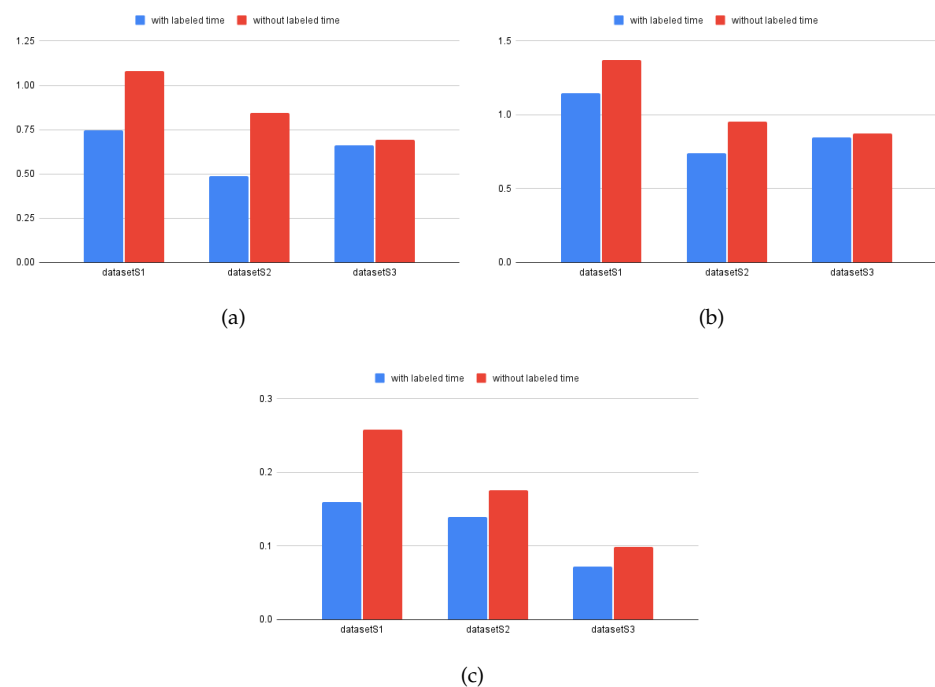 with labeled time without labeled time
1.25
1.00
0.75
0.50
0.25
0.00
datasetS1 datasetS2 datasetS3
(a)
with labeled time without labeled time
1.5
1.0
0.5
0.0
datasetS1 datasetS2 datasetS3
(b)
with labeled time without labeled time
0.3
0.2
0.1
0.0
datasetS1 datasetS2 datasetS3
(c)